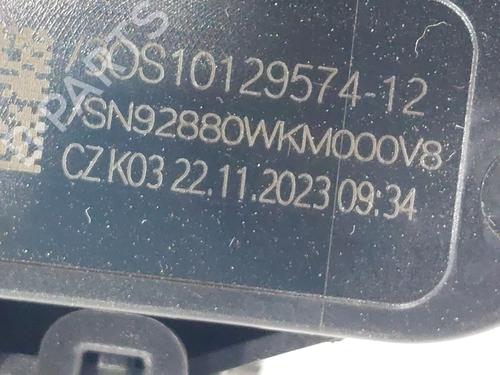 /SOS10129574-12
/SN92880WKM000V8
CZ K03 22.11.2023 09:34